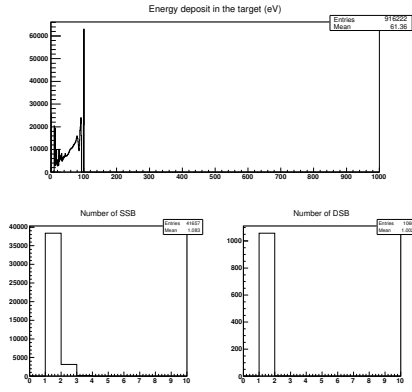 Energy deposit in the target (eV)
Entries 916222
Mean 61.36
60000
50000
40000
30000
20000
10000
0
0 100 200 300 400 500 600 700 800 900 1000
Number of SSB
Entries 41657
Mean 1.083
40000
35000
30000
25000
20000
15000
10000
5000
0
0 1 2 3 4 5 6 7 8 9 10
Number of DSB
Entries
Mean
1000
800
600
400
200
0
0 1 2 3 4 5 6 7 8 9 10